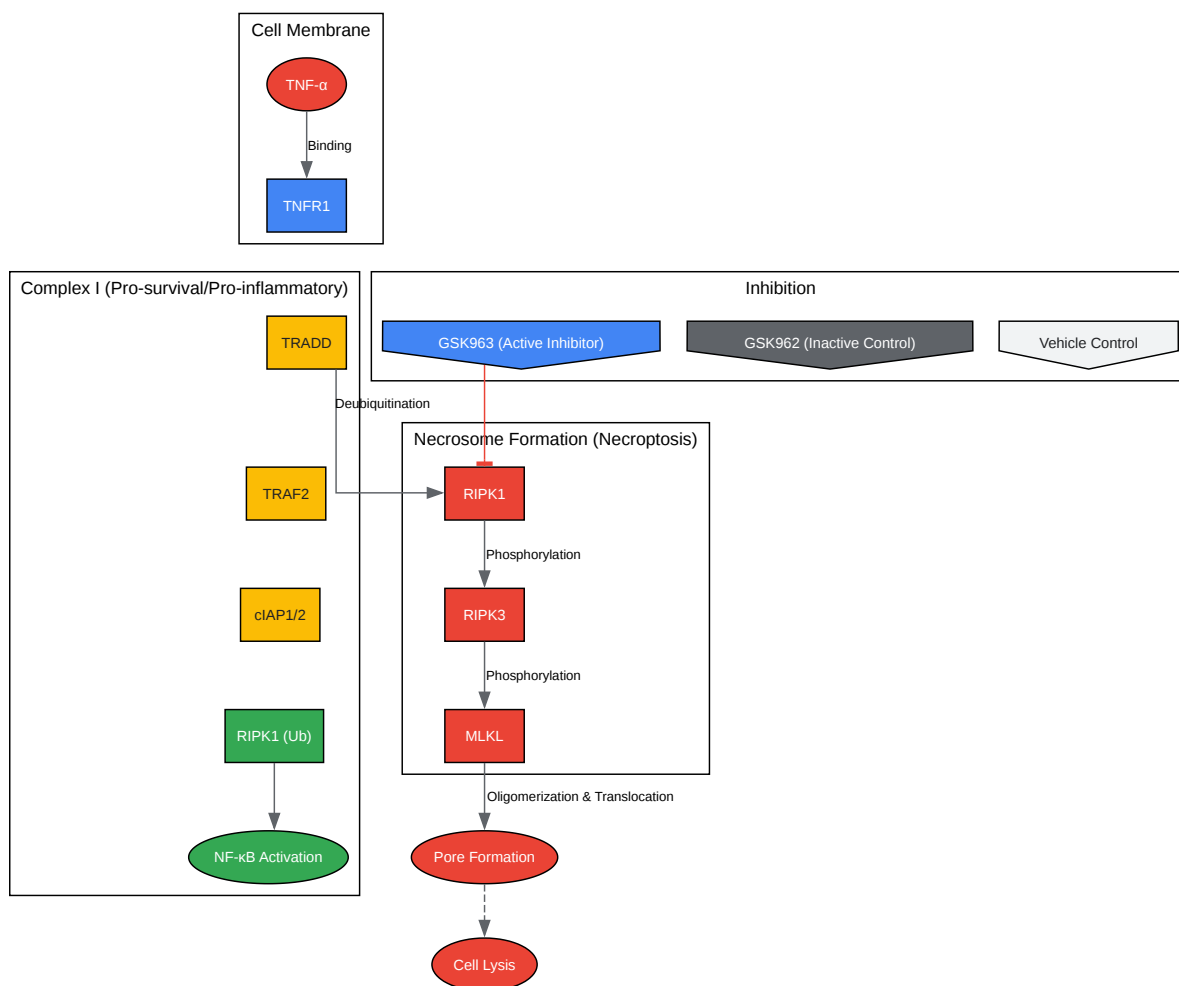 Cell Membrane
TNF-α
Binding
TNFR1
Complex I (Pro-survival/Pro-inflammatory)
Inhibition
TRADD
GSK963 (Active Inhibitor)
GSK962 (Inactive Control)
Vehicle Control
Deubiquitination
Necrosome Formation (Necroptosis)
TRAF2
RIPK1
Phosphorylation
cIAP1/2
RIPK3
Phosphorylation
RIPK1 (Ub)
MLKL
Oligomerization & Translocation
NF-κB Activation
Pore Formation
Cell Lysis